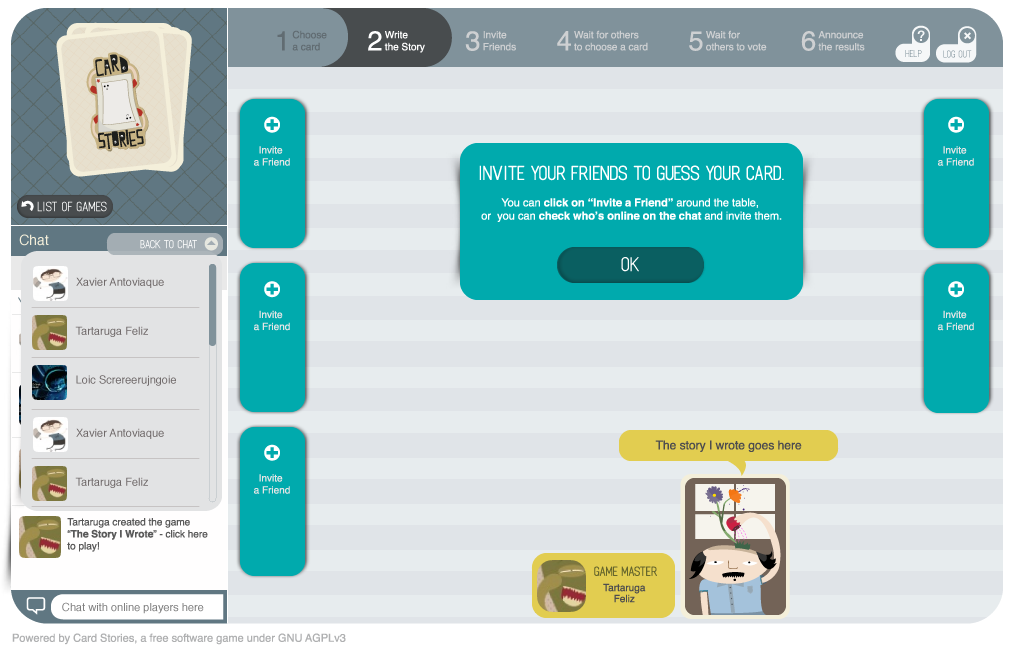 CARD
STORIES
LIST OF GAMES
Chat
BACK TO CHAT
Xavier Antoviaque
Tartaruga Feliz
Loic Screreerujngoie
Xavier Antoviaque
Tartaruga Feliz
Tartaruga created the game
"The Story I Wrote" - click here
to play!
Chat with online players here
1 Choose
a card
2 Write
the Story
3 Invite
Friends
4 Wait for others
to choose a card
5 Wait for
others to vote
6 Announce
the results
?
HELP
LOG OUT
Invite
a Friend
Invite
a Friend
Invite
a Friend
INVITE YOUR FRIENDS TO GUESS YOUR CARD.
You can click on “Invite a Friend” around the table,
or you can check who's online on the chat and invite them.
OK
Invite
a Friend
Invite
a Friend
The story I wrote goes here
GAME MASTER
Tartaruga
Feliz
Powered by Card Stories, a free software game under GNU AGPLv3